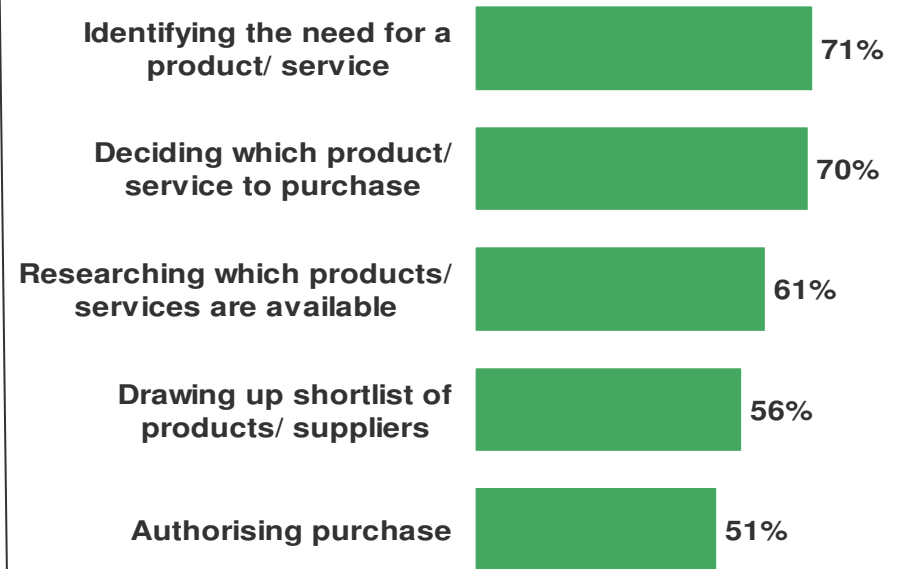 Identifying the need for a
product/ service
71%
Deciding which product/
service to purchase
70%
Researching which products/
services are available
61%
Drawing up shortlist of
products/ suppliers
56%
Authorising purchase
51%